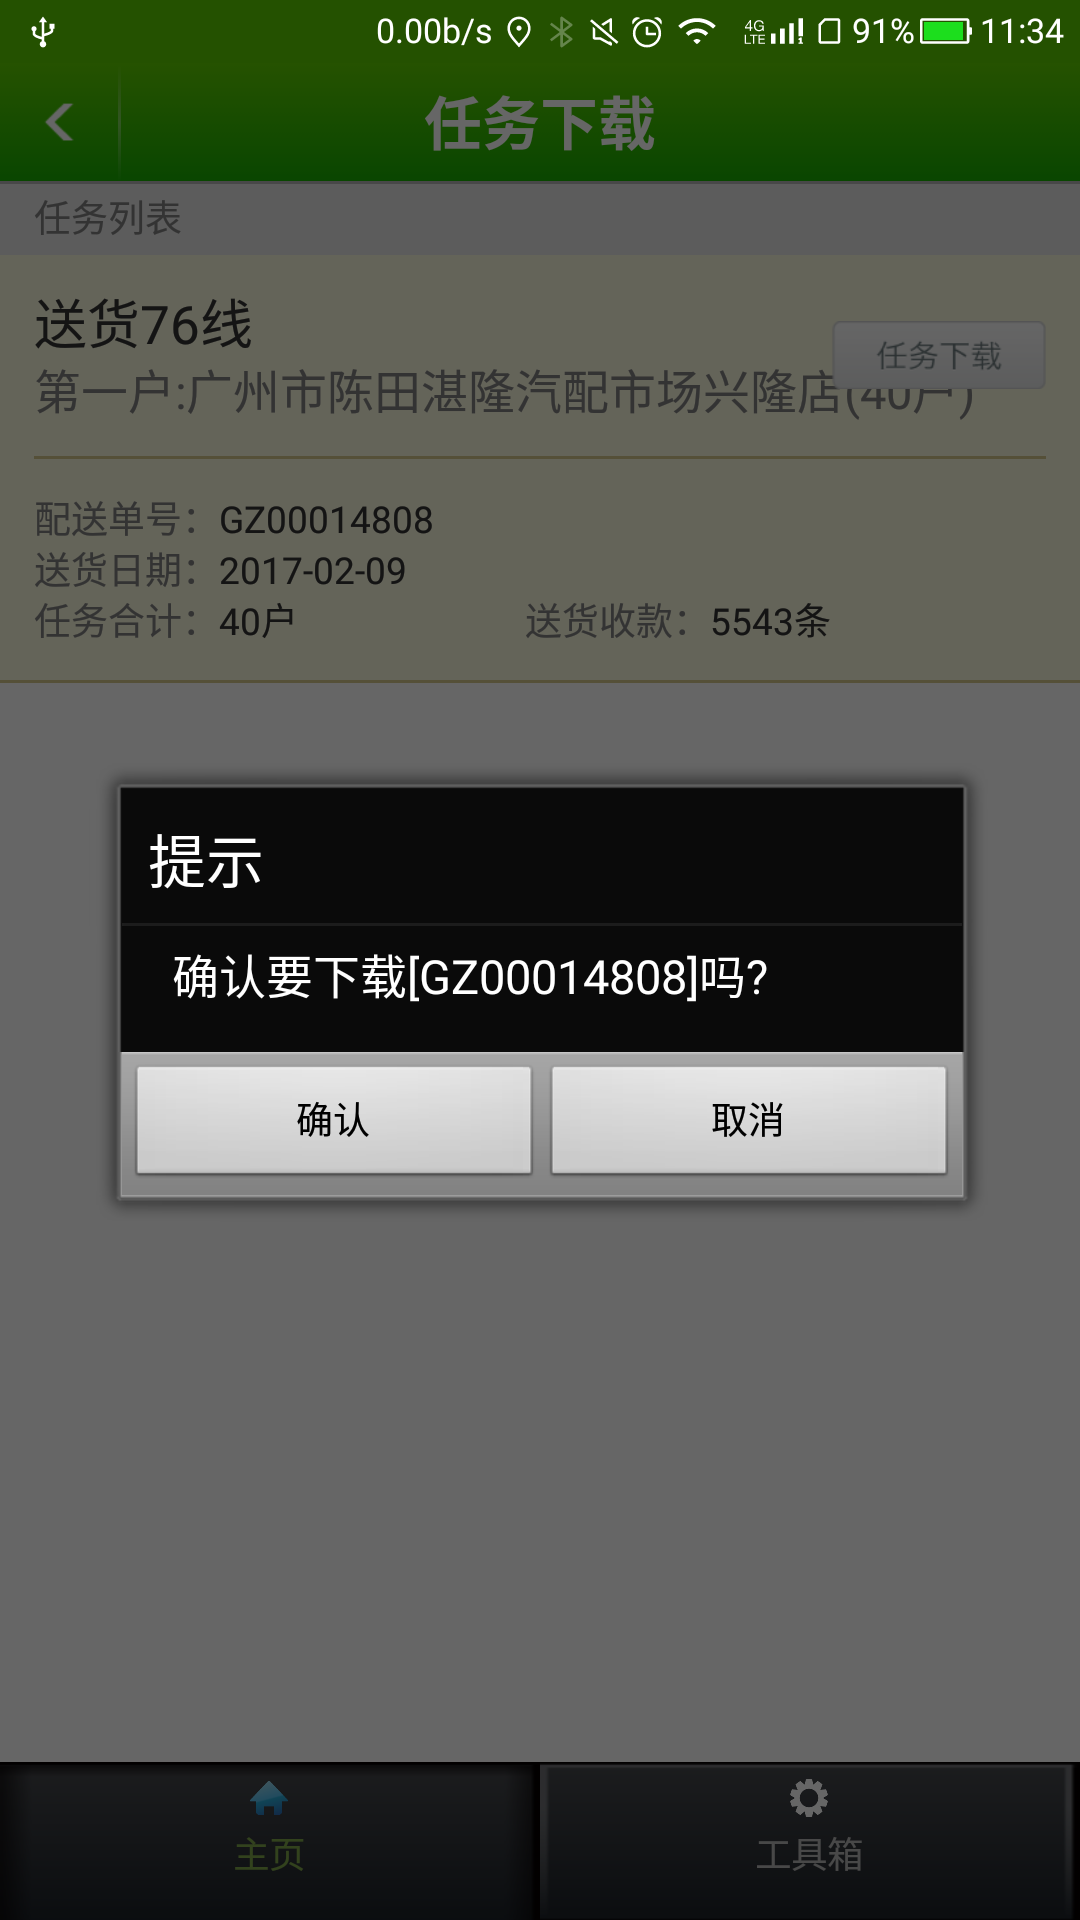 0.00b/s 4G LTE 91% 11:34
任务下载
任务列表
送货76线
任务下载
第一户:广州市陈田湛隆汽配市场兴隆店(40户)
配送单号：GZ00014808
送货日期：2017-02-09
任务合计：40户 送货收款：5543条
提示
确认要下载[GZ00014808]吗?
确认 取消
主页 工具箱